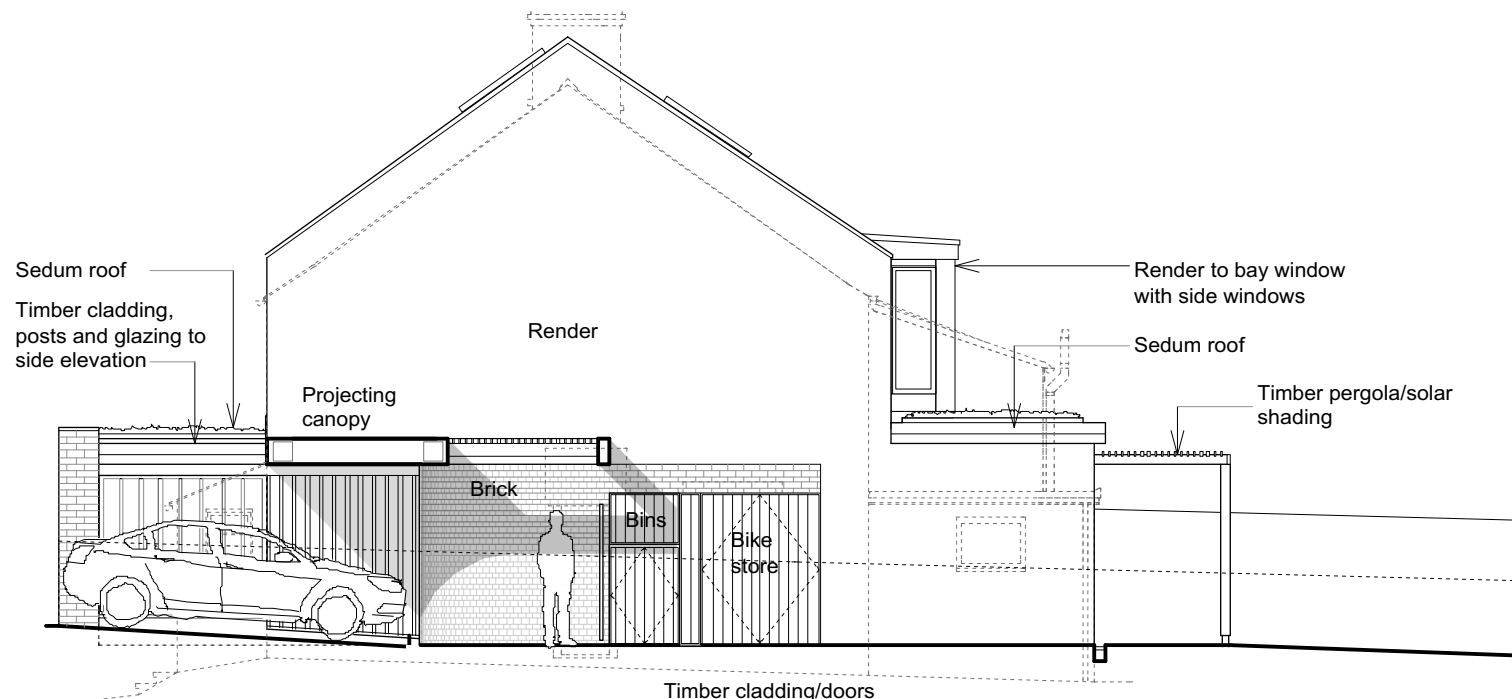 Sedum roof
Timber cladding,
posts and glazing to
side elevation
Projecting
canopy
Render
Brick
Bins
Bike
store
Render to bay window
with side windows
Sedum roof
Timber pergola/solar
shading
Timber cladding/doors